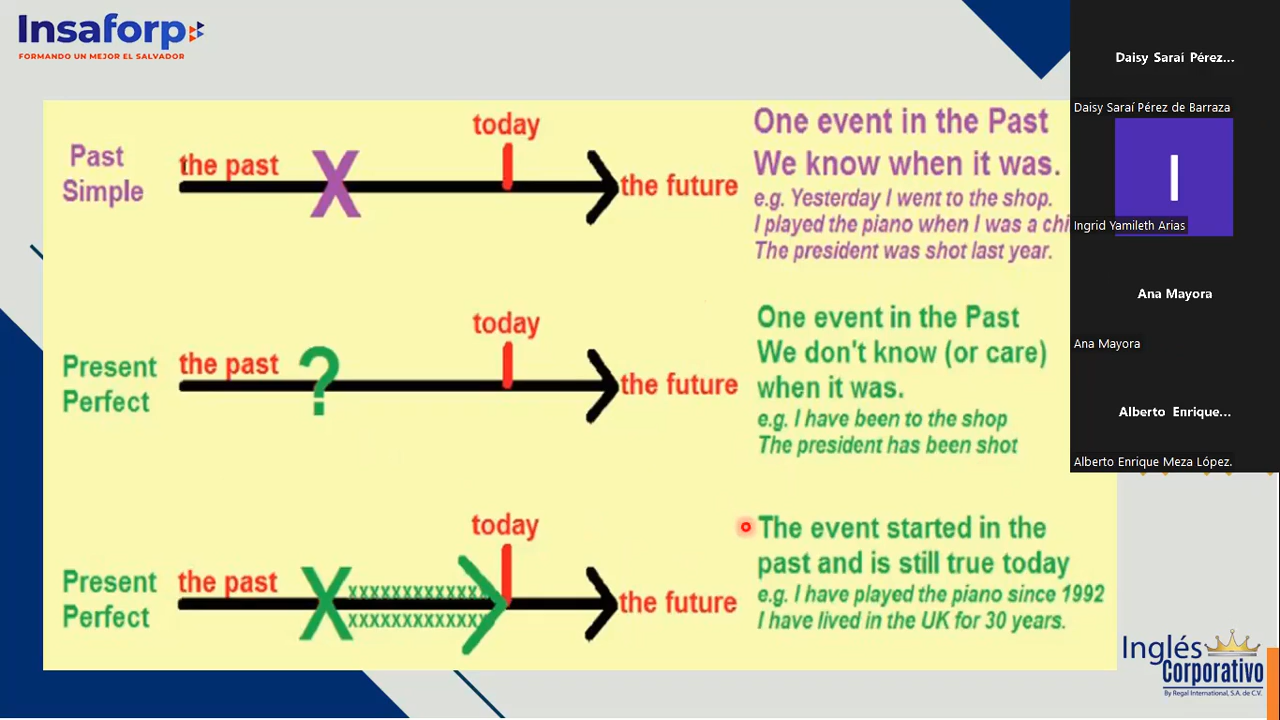 Insaforp
FORMANDO UN MEJOR EL SALVADOR
Past
Simple
the past
X
today
the future
One event in the Past
We know when it was.
e.g. Yesterday I went to the shop.
I played the piano when I was a chi
The president was shot last year.
Present
Perfect
the past
?
today
the future
One event in the Past
We don't know (or care)
when it was.
e.g. I have been to the shop
The president has been shot
Present
Perfect
the past
X
xxxxxxxxxxxxx
xxxxxxxxxxxxx
today
the future
The event started in the
past and is still true today
e.g. I have played the piano since 1992
I have lived in the UK for 30 years.
Daisy Saraí Pérez...
Daisy Saraí Pérez de Barraza
I
Ingrid Yamileth Arias
Ana Mayora
Ana Mayora
Alberto Enrique...
Alberto Enrique Meza López.
Inglés
Corporativo
By Regal International, S.A. de C.V.